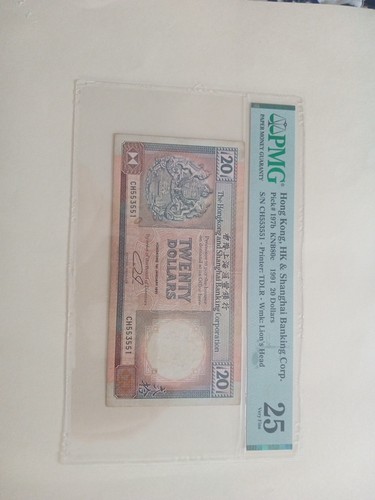 PMG
PAPER MONEY GUARANTY
Hong Kong, HK & Shanghai Banking Corp.
Pick# 197b KNB88c 1991 20 Dollars
S/N CH553551 - Printer: TDLR - Wmk: Lion's Head
25
Very Fine
20
20
香港上海滙豐銀行
The Hongkong and Shanghai
Banking Corporation
CH553551
TWENTY
DOLLARS
CH553551